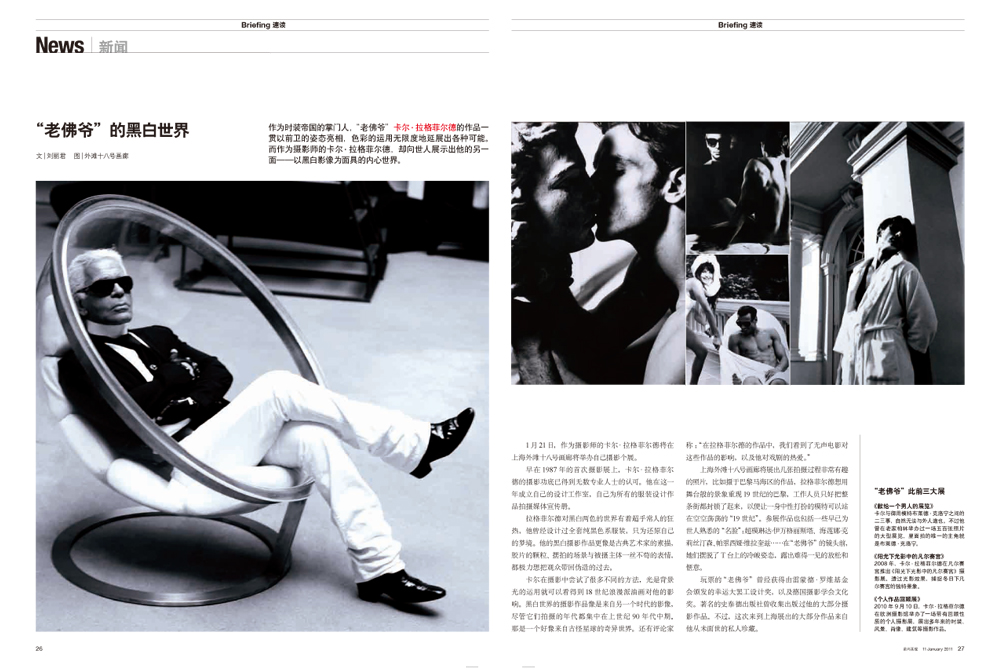 Briefing 速读
News 新闻
“老佛爷”的黑白世界
文 | 刘丽君 图 | 外滩十八号画廊
作为时装帝国的掌门人，“老佛爷”卡尔·拉格菲尔德的作品一
贯以前卫的姿态亮相，色彩的运用无限度地延展出各种可能。
而作为摄影师的卡尔·拉格菲尔德，却向世人展示出他的另一
面——以黑白影像为面具的内心世界。
26
Briefing 速读
1月21日，作为摄影师的卡尔·拉格菲尔德将在
上海外滩十八号画廊将举办自己摄影个展。
早在1987年的首次摄影展上，卡尔·拉格菲尔
德的摄影功底已得到无数专业人士的认可。他在这一
年成立自己的设计工作室，自己为所有的服装设计作
品拍摄媒体宣传册。
拉格菲尔德对黑白两色的世界有着超乎常人的狂
热。他曾经设计过全套纯黑色系服装，只为还原自己
的梦境。他的黑白摄影作品更像是古典艺术家的素描，
胶片的颗粒、摆拍的场景与被摄主体一丝不苟的表情，
都极力想把观众带回伪造的过去。
卡尔在摄影中尝试了很多不同的方法，光是背景
光的运用就可以看得到18世纪浪漫派油画对他的影
响。黑白世界的摄影作品像是来自另一个时代的影像，
尽管它们拍摄的年代都集中在上世纪90年代中期，
那是一个好像来自古怪星球的奇异世界。还有评论家
称：“在拉格菲尔德的作品中，我们看到了无声电影对
这些作品的影响，以及他对戏剧的热爱。”
上海外滩十八号画廊将展出几张拍摄过程非常有趣
的照片，比如摄于巴黎马海区的作品，拉格菲尔德想用
舞台般的景象重现19世纪的巴黎，工作人员只好把整
条街都封锁了起来，以便让一身中性打扮的模特可以站
在空空荡荡的“19世纪”。参展作品也包括一些早已为
世人熟悉的“名脸”：超模琳达·伊万格丽斯塔、海莲娜·克
莉丝汀森、帕里西娅·维拉奎兹……在“老佛爷”的镜头前，
她们摆脱了T台上的冷峻姿态，露出难得一见的放松和
惬意。
玩票的“老佛爷”曾经获得由雷蒙德·罗维基金
会颁发的幸运大罢工设计奖，以及德国摄影学会文化
奖。著名的史泰德出版社曾收集出版过他的大部分摄
影作品。不过，这次来到上海展出的大部分作品来自
他从未面世的私人珍藏。
“老佛爷”此前三大展
《献给一个男人的展览》
卡尔与御用模特布莱德·克洛宁之间的
二三事，自然无法与外人道也。不过他
曾在老家柏林举办过一场五百张照片
的大型展览，里面拍的唯一的主角就
是布莱德·克洛宁。
《阳光下光影中的凡尔赛宫》
2008年，卡尔·拉格菲尔德在凡尔赛
宫推出《阳光下光影中的凡尔赛宫》摄
影展，透过光影效果，捕捉冬日下凡
尔赛宫的独特景象。
《个人作品回顾展》
2010年9月10日，卡尔·拉格菲尔德
在欧洲摄影馆举办了一场带有回顾性
质的个人摄影展，展出多年来的时装、
风景、肖像、建筑等摄影作品。
11 January 2011 27